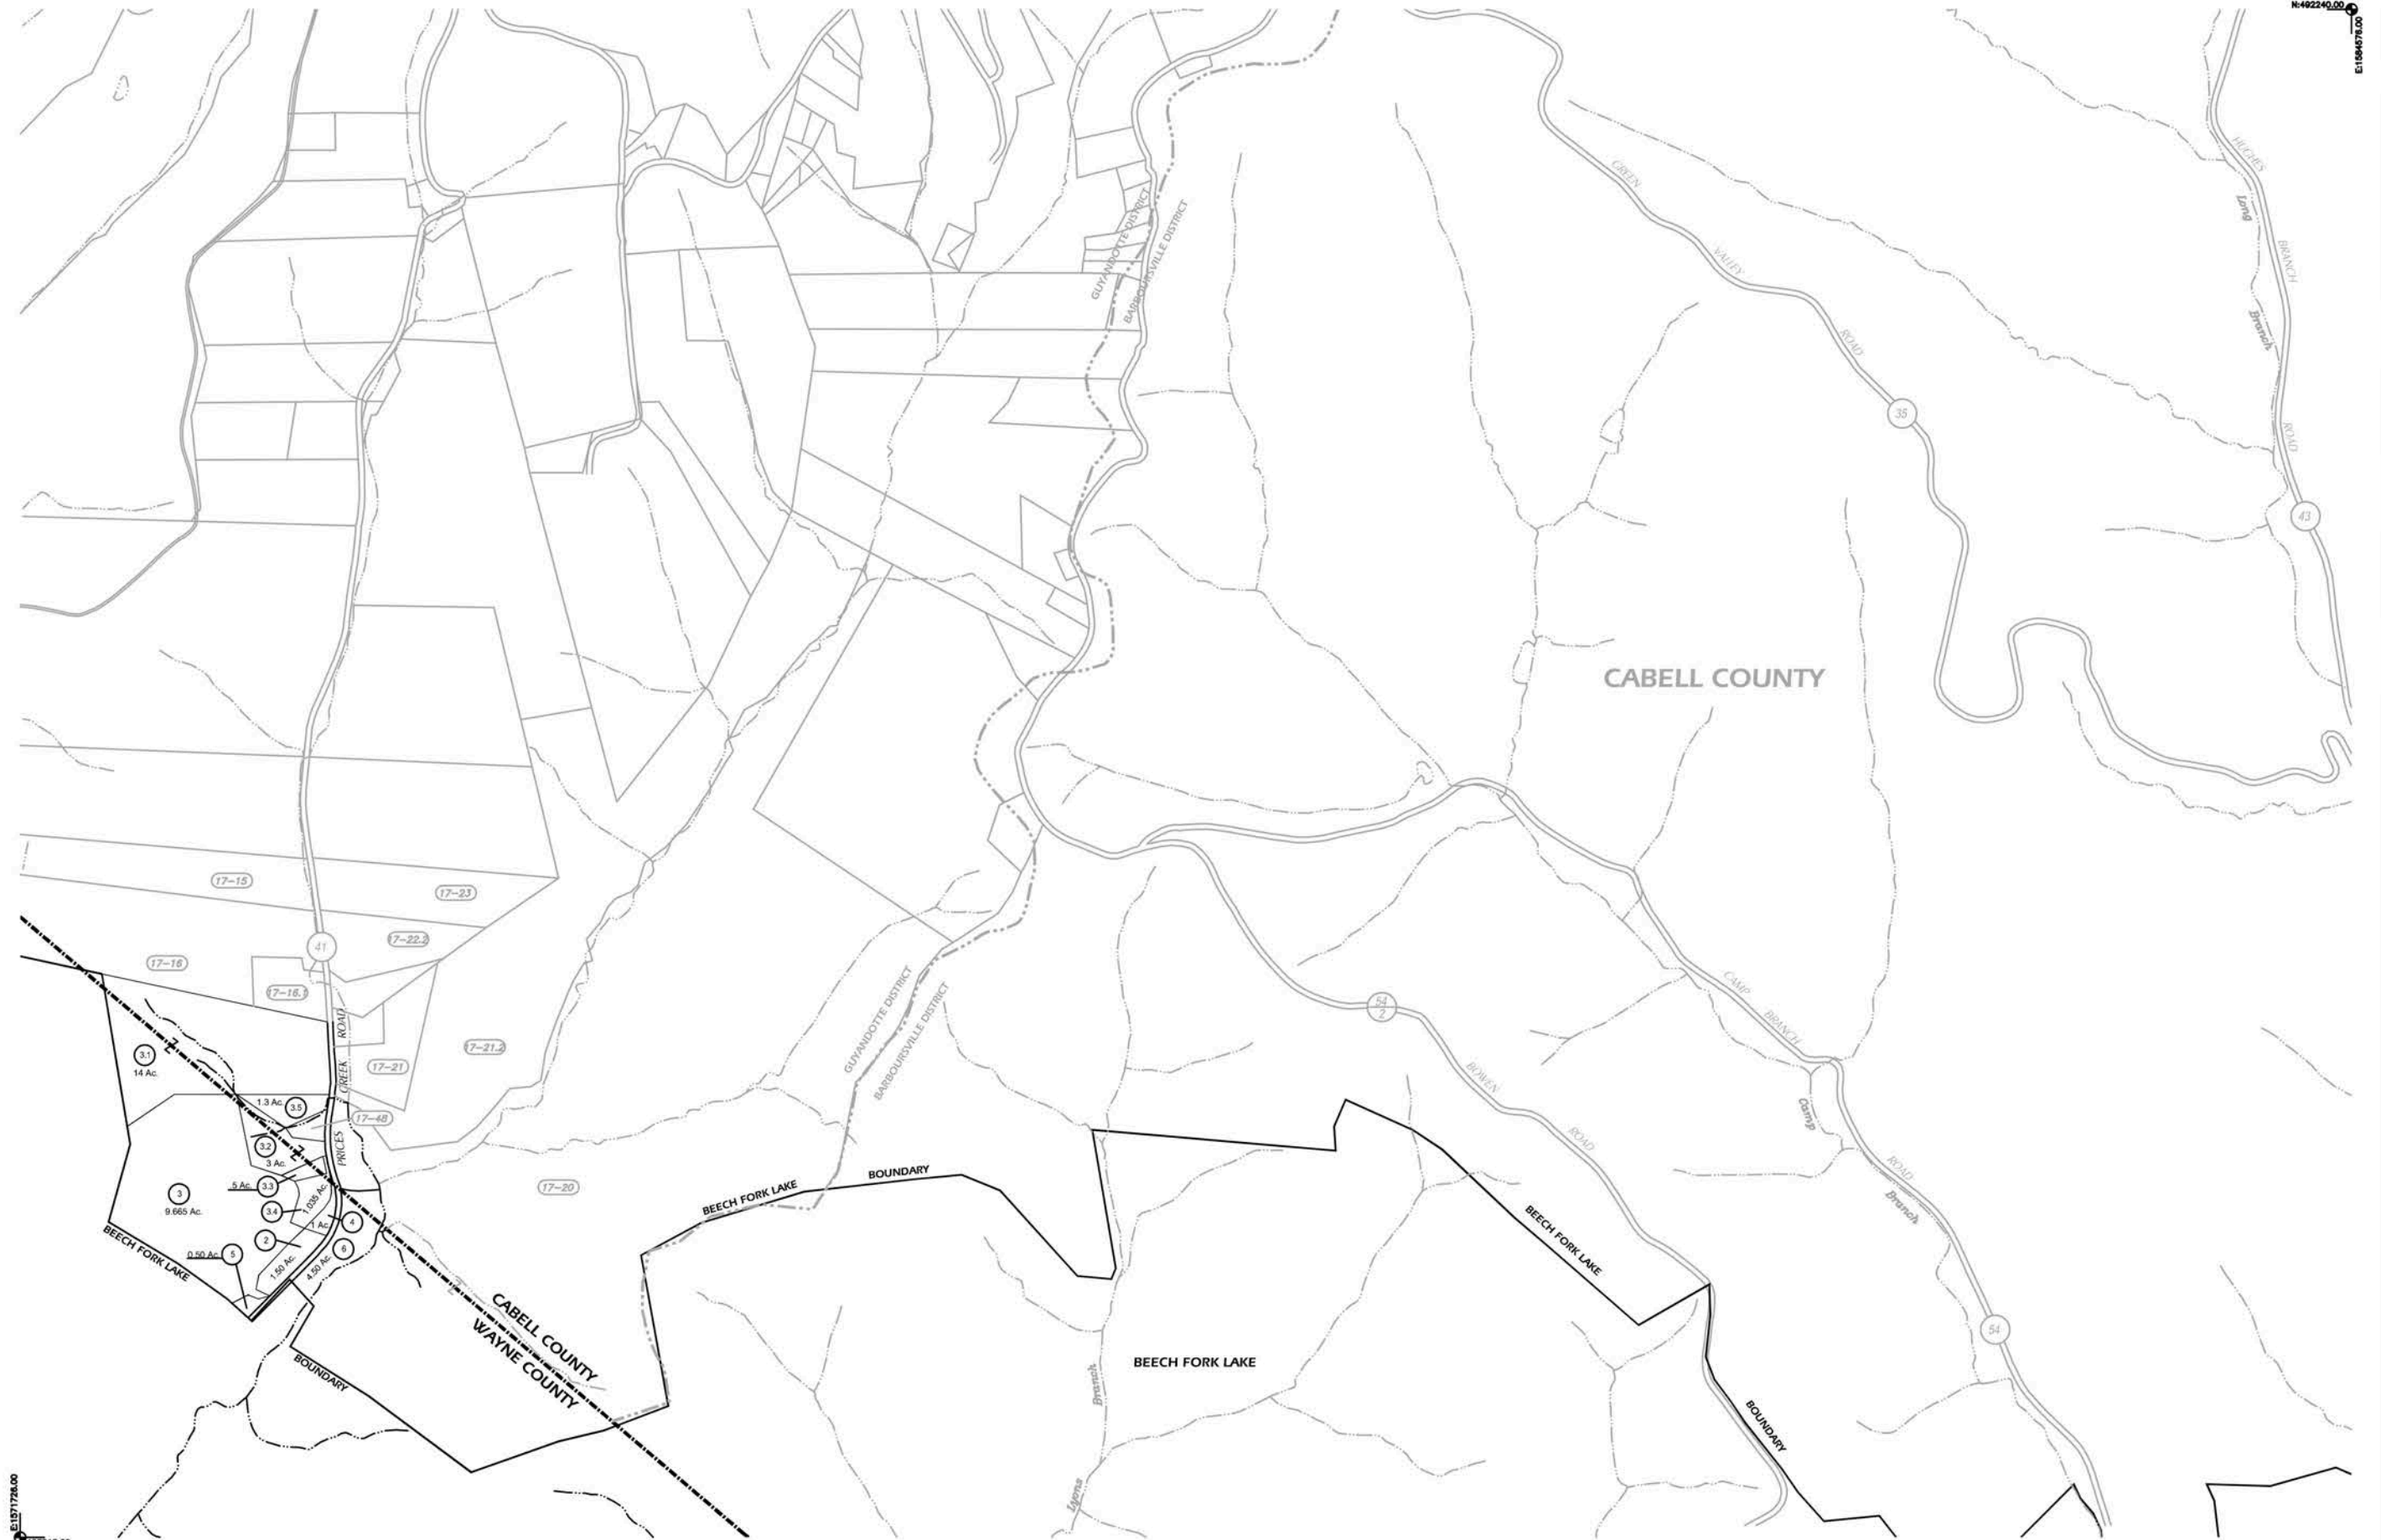 N:492240.00
E:1584576.00
HUGHES
Long
BRANCH
Branch
ROAD
43
GREEN
VALLEY
ROAD
35
GUYANDOTTE DISTRICT
BARBOURSVILLE DISTRICT
CABELL COUNTY
17-15
17-23
41
17-22.2
17-16
17-16.1
ROAD
CREEK
PRICES
17-21.2
17-21
17-48
17-20
GUYANDOTTE DISTRICT
BARBOURSVILLE DISTRICT
54
2
BOWEN
ROAD
CAMP
BRANCH
ROAD
Camp
Branch
54
3.1
14 Ac.
1.3 Ac.
3.5
3.2
3 Ac.
.5 Ac.
3.3
3
9.665 Ac.
3.4
1.035 Ac.
1 Ac.
4
2
6
0.50 Ac.
5
1.50 Ac.
4.50 Ac.
BEECH FORK LAKE
BOUNDARY
BEECH FORK LAKE
BOUNDARY
CABELL COUNTY
WAYNE COUNTY
BEECH FORK LAKE
BEECH FORK LAKE
BOUNDARY
Branch
Lyons
Z
Z
Z
E:1571726.00